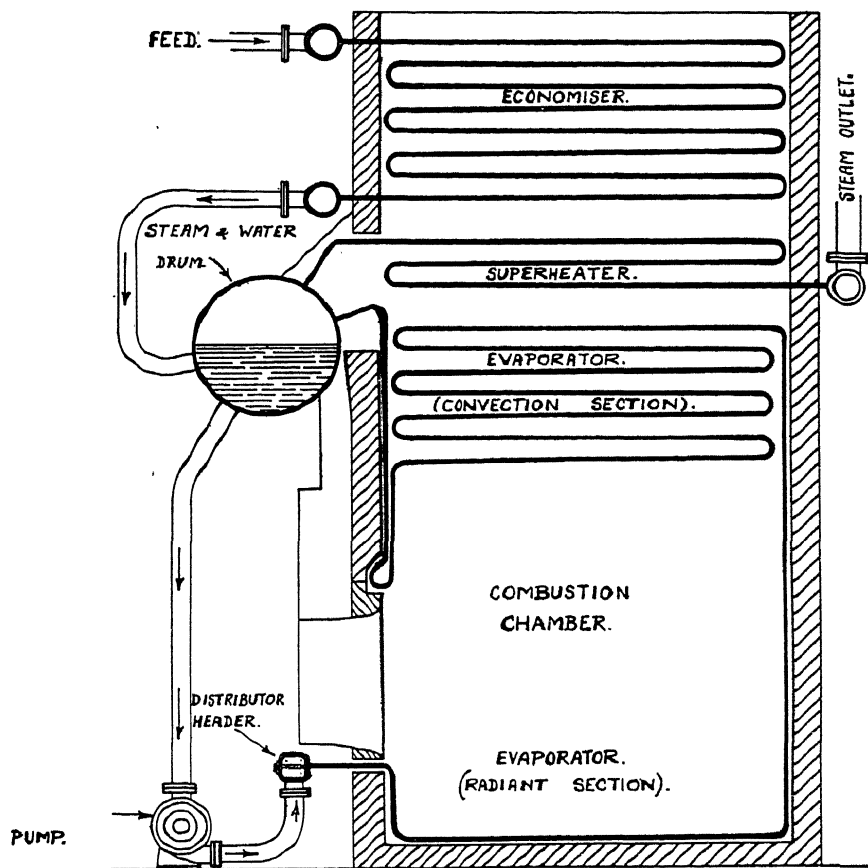 FEED.
ECONOMISER.
STEAM OUTLET.
STEAM & WATER
DRUM
SUPERHEATER.
EVAPORATOR.
(CONVECTION SECTION).
COMBUSTION
CHAMBER.
DISTRIBUTOR
HEADER.
EVAPORATOR.
(RADIANT SECTION).
PUMP.